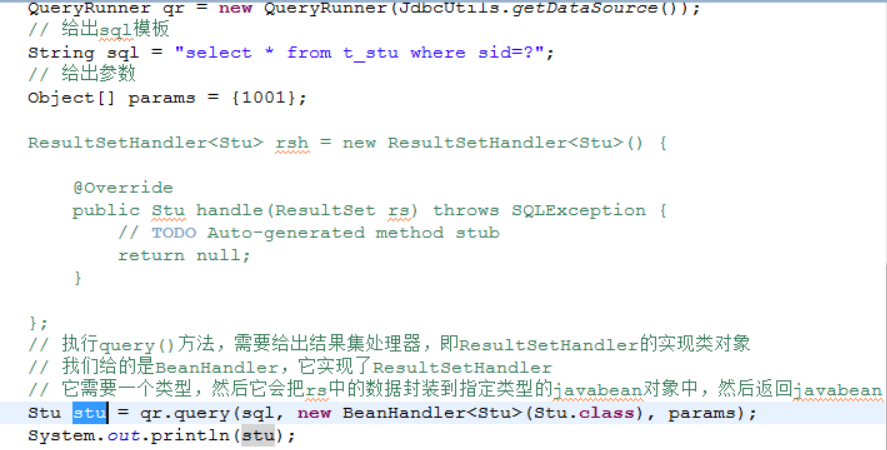 QueryRunner qr = new QueryRunner(JdbcUtils.getDataSource());
// 给出sql模板
String sql = "select * from t_stu where sid=?";
// 给出参数
Object[] params = {1001};
ResultSetHandler<Stu> rsh = new ResultSetHandler<Stu>() {
@Override
public Stu handle(ResultSet rs) throws SQLException {
// TODO Auto-generated method stub
return null;
}
};
// 执行query()方法，需要给出结果集处理器，即ResultSetHandler的实现类对象
// 我们给的是BeanHandler，它实现了ResultSetHandler
// 它需要一个类型，然后它会把rs中的数据封装到指定类型的javabean对象中，然后返回javabean
Stu stu = qr.query(sql, new BeanHandler<Stu>(Stu.class), params);
System.out.println(stu);